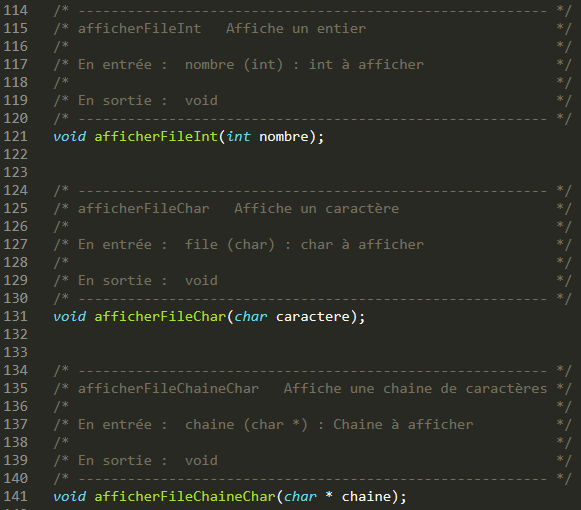 114 /* --------------------------------------------------------- */
115 /* afficherFileInt   Affiche un entier                       */
116 /*                                                           */
117 /* En entrée :  nombre (int) : int à afficher                */
118 /*                                                           */
119 /* En sortie :  void                                         */
120 /* --------------------------------------------------------- */
121 void afficherFileInt(int nombre);
122
123
124 /* --------------------------------------------------------- */
125 /* afficherFileChar   Affiche un caractère                   */
126 /*                                                           */
127 /* En entrée :  file (char) : char à afficher                */
128 /*                                                           */
129 /* En sortie :  void                                         */
130 /* --------------------------------------------------------- */
131 void afficherFileChar(char caractere);
132
133
134 /* --------------------------------------------------------- */
135 /* afficherFileChaineChar   Affiche une chaine de caractères */
136 /*                                                           */
137 /* En entrée :  chaine (char *) : Chaine à afficher          */
138 /*                                                           */
139 /* En sortie :  void                                         */
140 /* --------------------------------------------------------- */
141 void afficherFileChaineChar(char * chaine);